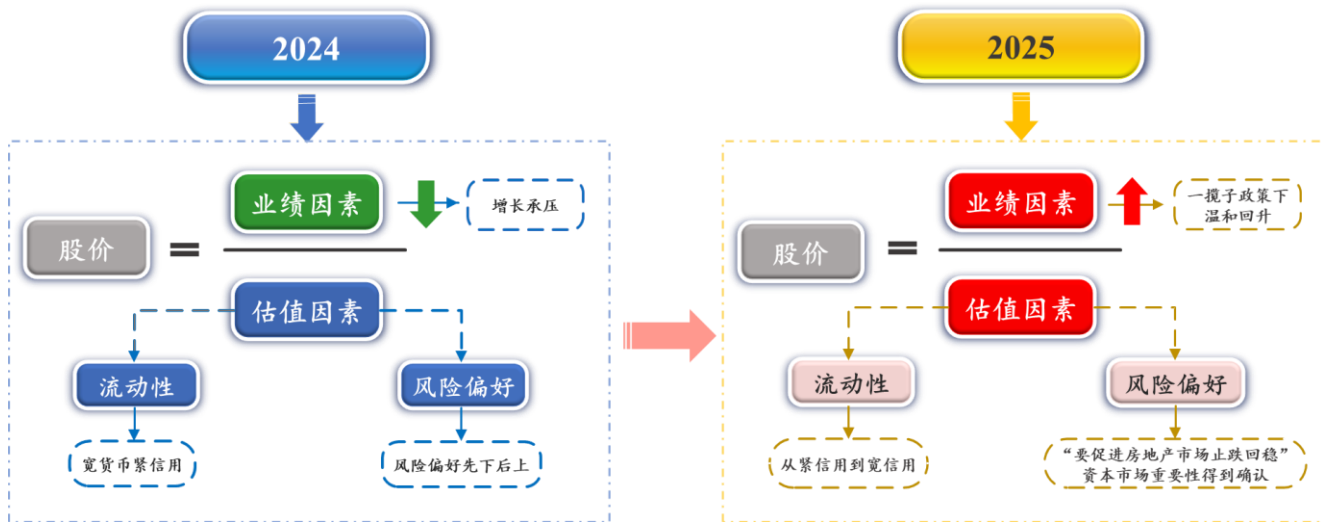 2024
业绩因素
增长承压
股价
=
估值因素
流动性
风险偏好
宽货币紧信用
风险偏好先下后上
2025
业绩因素
一揽子政策下
温和回升
股价
=
估值因素
流动性
风险偏好
从紧信用到宽信用
“要促进房地产市场止跌回稳”
资本市场重要性得到确认